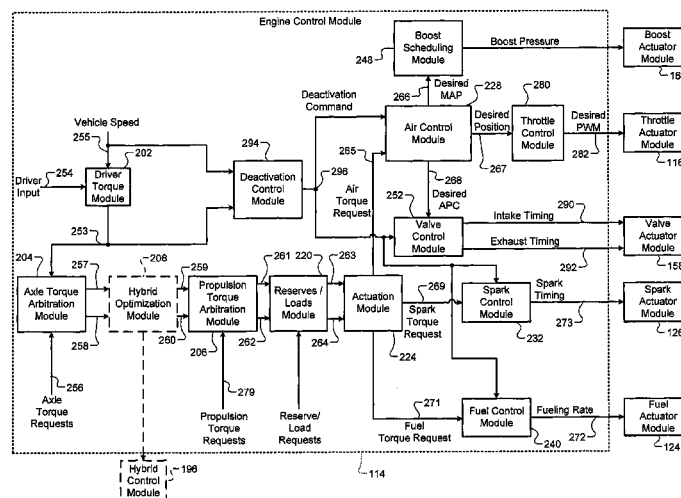 Engine Control Module
Boost
Scheduling
Module
248
Boost Pressure
Boost
Actuator
Module
16
Desired
MAP
266
228
280
Deactivation
Command
Vehicle Speed
255
202
294
Air Control
Module
Desired
Position
Throttle
Control
Module
Desired
PWM
282
Throttle
Actuator
Module
116
265
267
Driver
Input
254
Driver
Torque
Module
Deactivation
Control
Module
296
Air
Torque
Request
268
Desired
APC
252
290
253
Valve
Control
Module
Intake Timing
Exhaust Timing
292
Valve
Actuator
Module
158
204
257
208
259
261
220
263
269
Axle Torque
Arbitration
Module
Hybrid
Optimization
Module
Propulsion
Torque
Arbitration
Module
Reserves /
Loads
Module
Actuation
Module
Spark
Torque
Request
Spark
Control
Module
Spark
Timing
273
Spark
Actuator
Module
126
258
260
206
262
264
224
232
256
Axle
Torque
Requests
279
Propulsion
Torque
Requests
Reserve/
Load
Requests
271
Fuel
Torque Request
Fuel Control
Module
240
Fueling Rate
272
Fuel
Actuator
Module
124
114
196
Hybrid
Control
Module